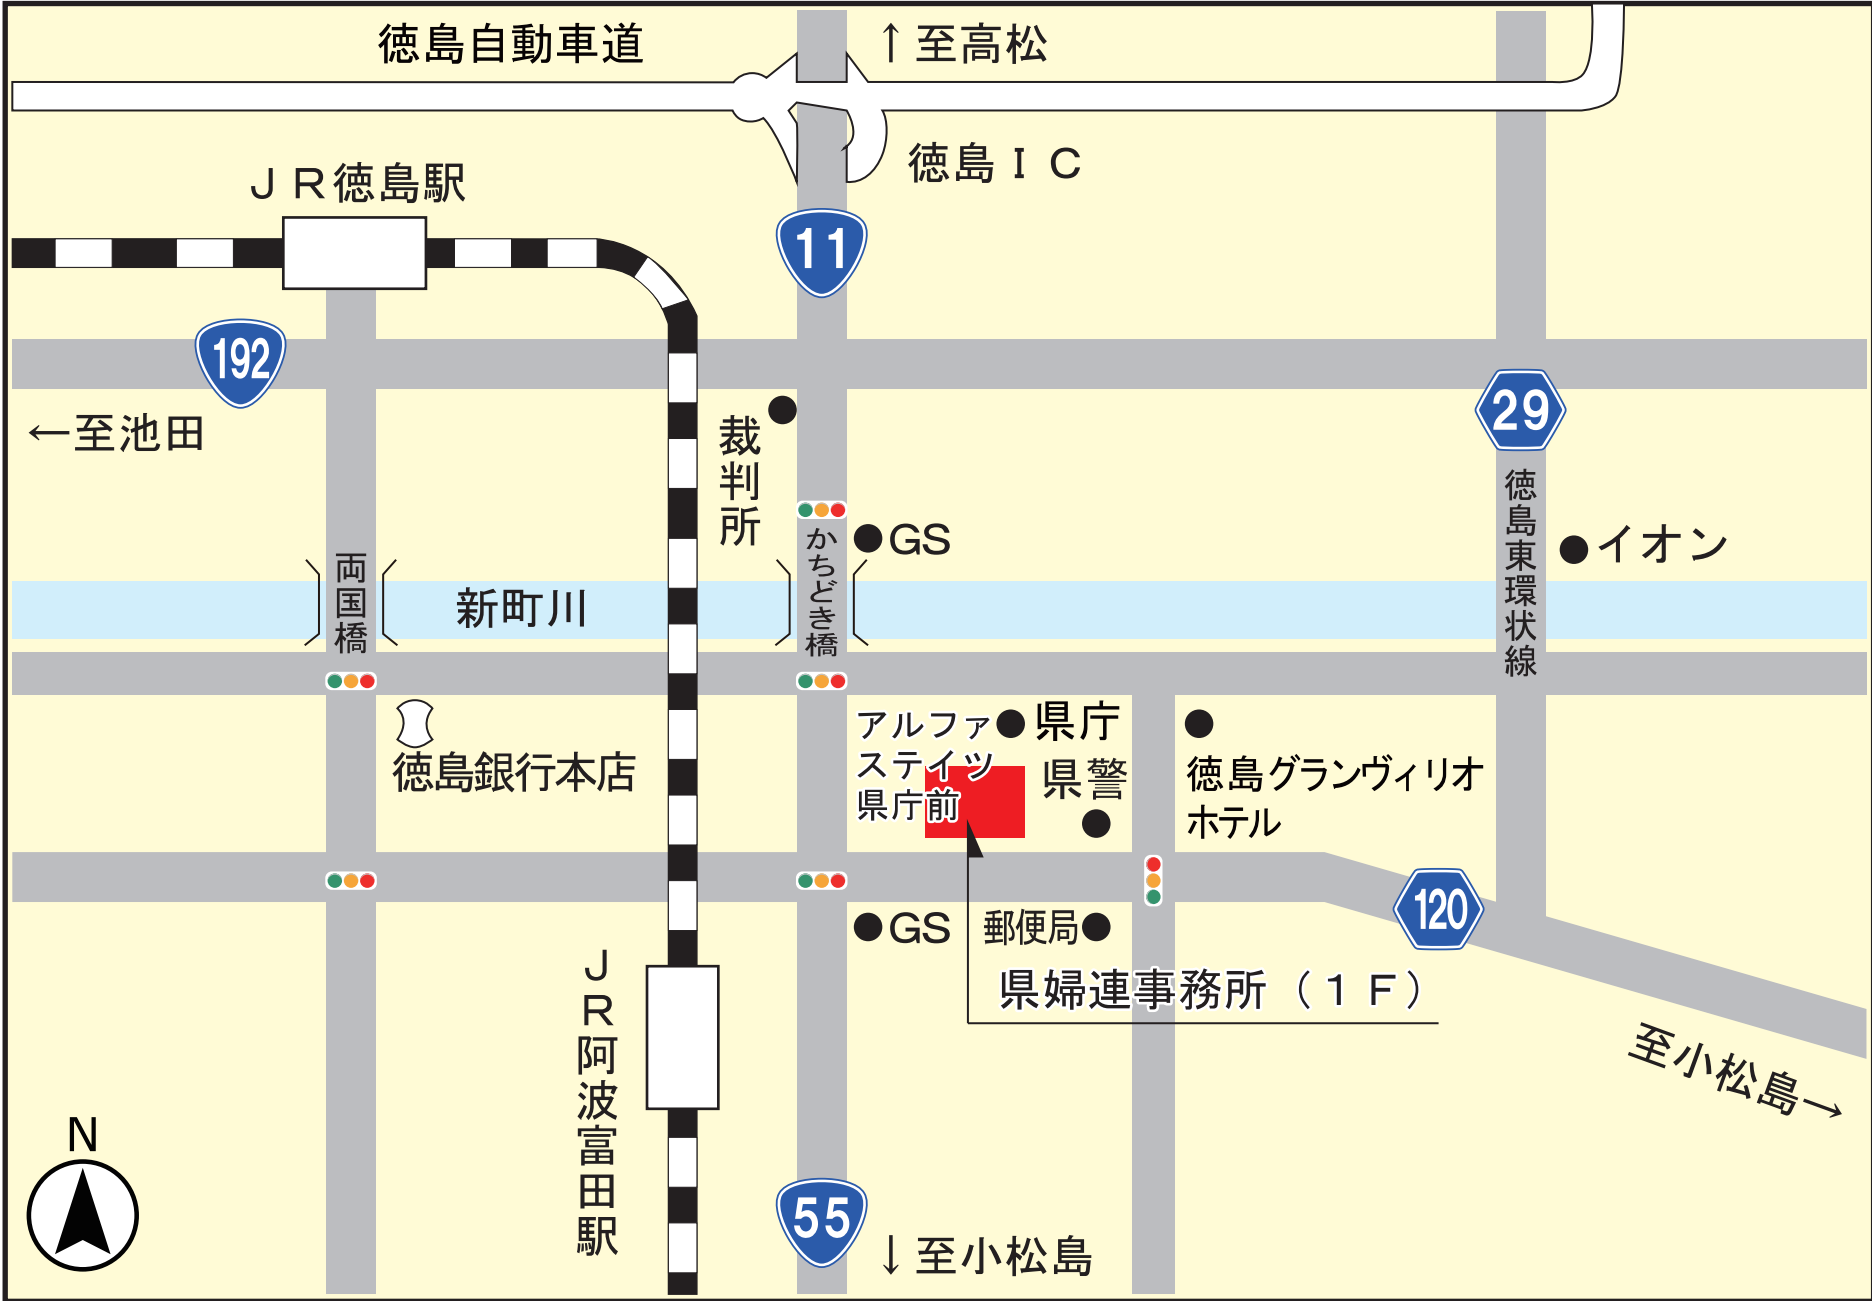 徳島自動車道
↑至高松
徳島ＩＣ
ＪＲ徳島駅
11
192
29
←至池田
裁判所
GS
イオン
徳島東環状線
かちどき橋
両国橋
新町川
徳島銀行本店
アルファ
ステイツ
県庁前
県庁
県警
徳島グランヴィリオ
ホテル
120
GS
郵便局
県婦連事務所（１Ｆ）
ＪＲ阿波富田駅
至小松島→
N
55
↓至小松島